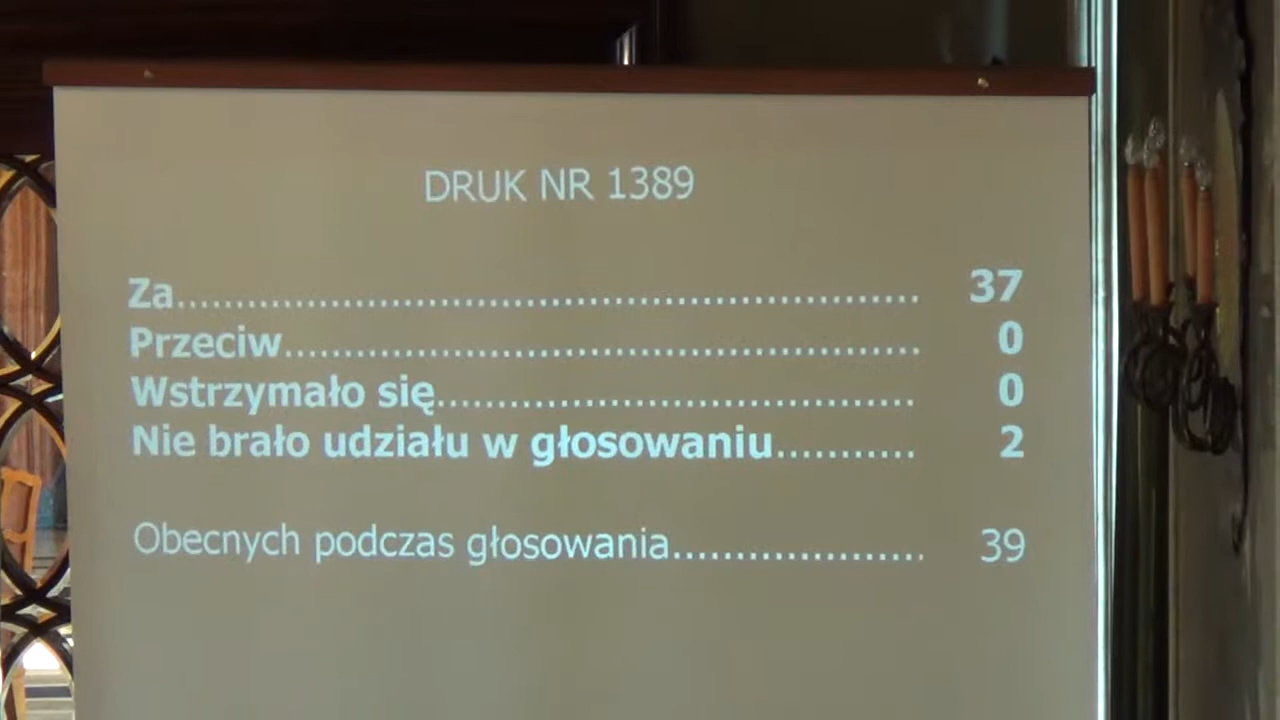 DRUK NR 1389
Za............................................................ 37
Przeciw.................................................... 0
Wstrzymało się....................................... 0
Nie brało udziału w głosowaniu........... 2
Obecnych podczas głosowania................... 39